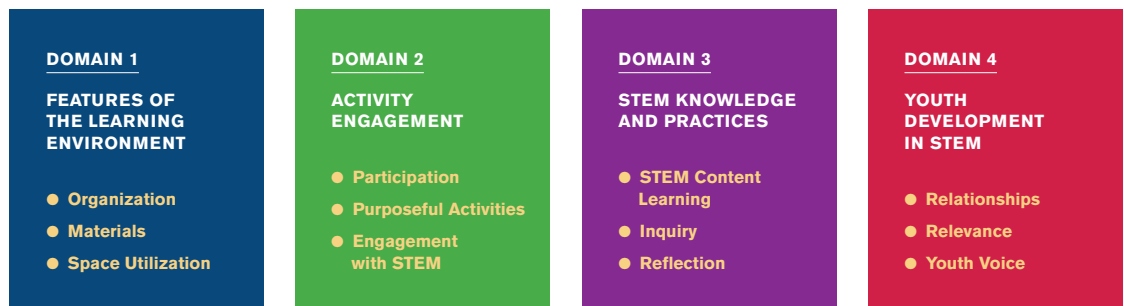 DOMAIN 1
FEATURES OF
THE LEARNING
ENVIRONMENT
● Organization
● Materials
● Space Utilization
DOMAIN 2
ACTIVITY
ENGAGEMENT
● Participation
● Purposeful Activities
● Engagement
with STEM
DOMAIN 3
STEM KNOWLEDGE
AND PRACTICES
● STEM Content
Learning
● Inquiry
● Reflection
DOMAIN 4
YOUTH
DEVELOPMENT
IN STEM
● Relationships
● Relevance
● Youth Voice